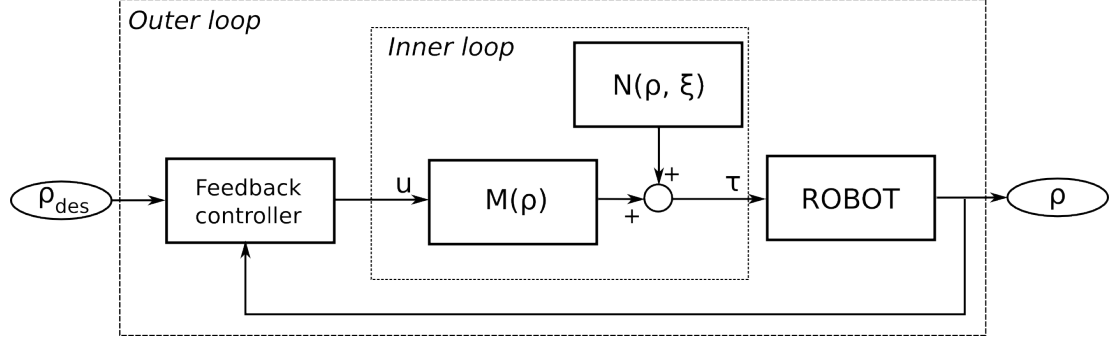 Outer loop
Inner loop
N(ρ, ξ)
+
ρdes
Feedback
controller
u
M(ρ)
+
τ
ROBOT
ρ